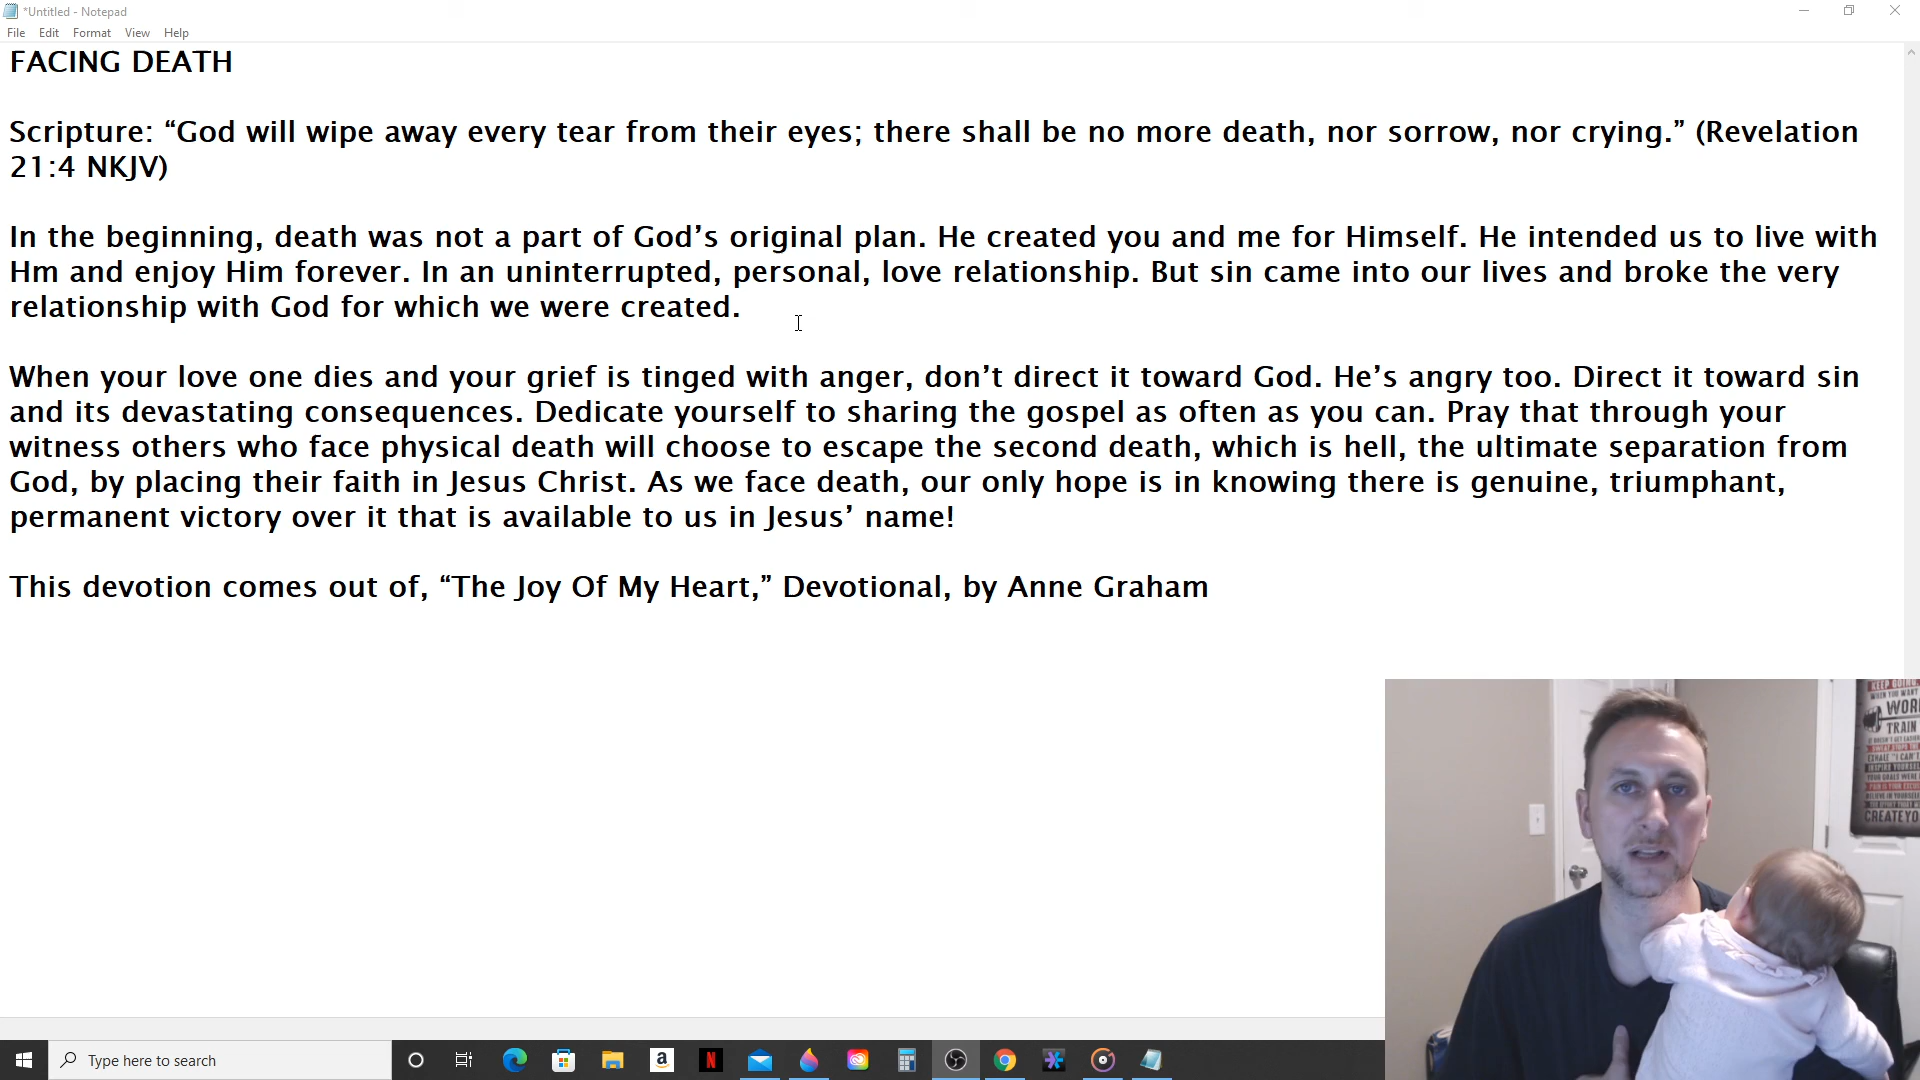 *Untitled - Notepad
File Edit Format View Help
FACING DEATH
Scripture: “God will wipe away every tear from their eyes; there shall be no more death, nor sorrow, nor crying.” (Revelation
21:4 NKJV)
In the beginning, death was not a part of God’s original plan. He created you and me for Himself. He intended us to live with
Hm and enjoy Him forever. In an uninterrupted, personal, love relationship. But sin came into our lives and broke the very
relationship with God for which we were created.
When your love one dies and your grief is tinged with anger, don’t direct it toward God. He’s angry too. Direct it toward sin
and its devastating consequences. Dedicate yourself to sharing the gospel as often as you can. Pray that through your
witness others who face physical death will choose to escape the second death, which is hell, the ultimate separation from
God, by placing their faith in Jesus Christ. As we face death, our only hope is in knowing there is genuine, triumphant,
permanent victory over it that is available to us in Jesus’ name!
This devotion comes out of, “The Joy Of My Heart,” Devotional, by Anne Graham
KEEP GOING
WHEN YOU WANT
TRAIN
Type here to search
a
N